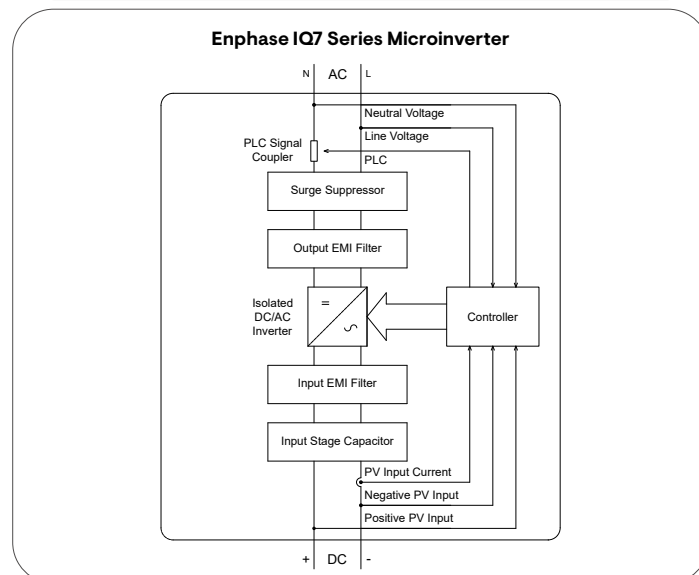 Enphase IQ7 Series Microinverter
N AC L
Neutral Voltage
Line Voltage
PLC Signal
Coupler
PLC
Surge Suppressor
Output EMI Filter
Isolated
DC/AC
Inverter
=
∿
Controller
Input EMI Filter
Input Stage Capacitor
PV Input Current
Negative PV Input
Positive PV Input
+ DC -